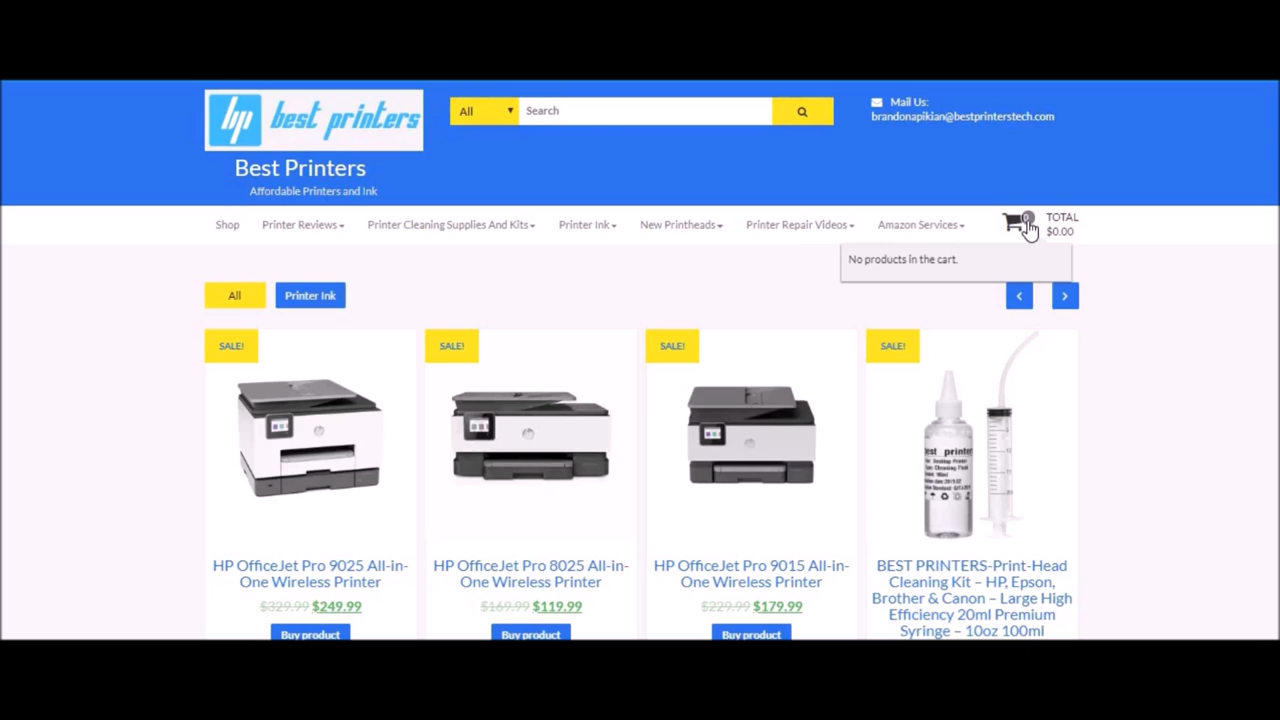 hp best printers
Best Printers
Affordable Printers and Ink
All
Search
Mail Us:
brandonapikian@bestprinterstech.com
Shop
Printer Reviews
Printer Cleaning Supplies And Kits
Printer Ink
New Printheads
Printer Repair Videos
Amazon Services
TOTAL
$0.00
No products in the cart.
All
Printer Ink
SALE!
SALE!
SALE!
SALE!
best printer
Cleaning Fluid
HP OfficeJet Pro 9025 All-in-
One Wireless Printer
$329.99 $249.99
Buy product
HP OfficeJet Pro 8025 All-in-
One Wireless Printer
$169.99 $119.99
Buy product
HP OfficeJet Pro 9015 All-in-
One Wireless Printer
$229.99 $179.99
Buy product
BEST PRINTERS-Print-Head
Cleaning Kit – HP, Epson,
Brother & Canon – Large High
Efficiency 20ml Premium
Syringe – 10oz 100ml